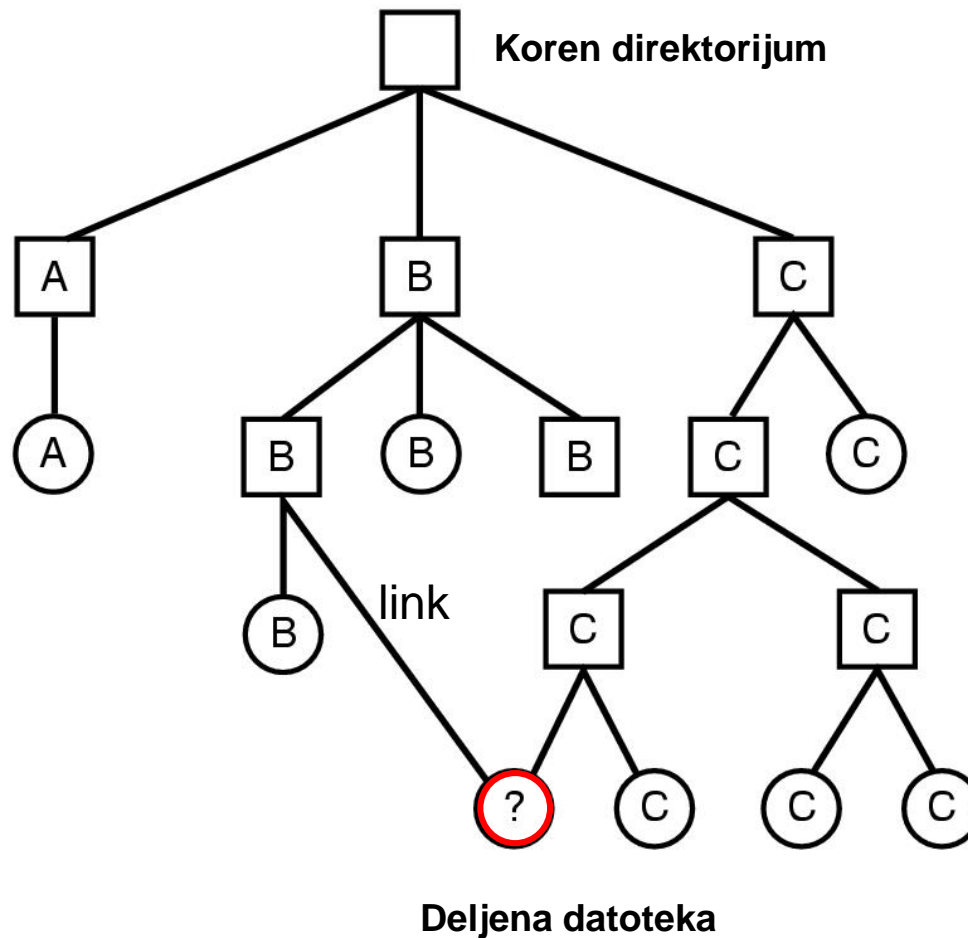 Koren direktorijum
A B C
A B B B C C
link
B C C
? C C C
Deljena datoteka